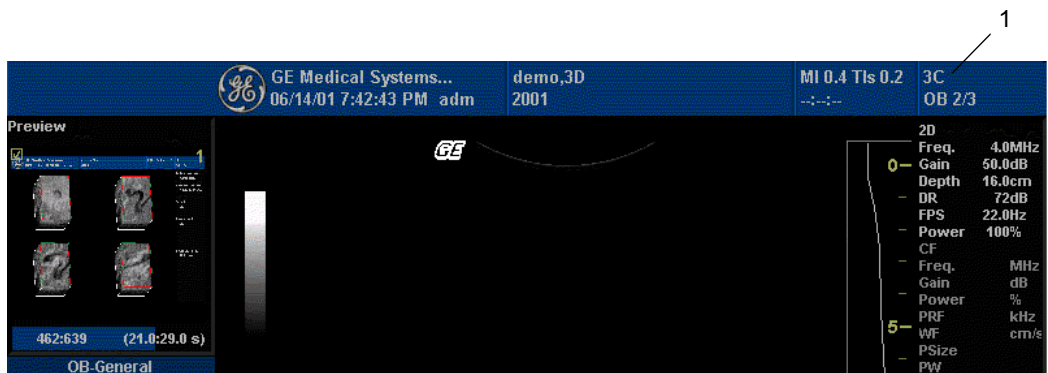 1
GE Medical Systems...
06/14/01 7:42:43 PM adm
demo,3D
2001
MI 0.4 TIs 0.2
--:--:--
3C
OB 2/3
Preview
1
462:639 (21.0:29.0 s)
OB-General
GE
0
5
2D
Freq. 4.0MHz
Gain 50.0dB
Depth 16.0cm
DR 72dB
FPS 22.0Hz
Power 100%
CF
Freq. MHz
Gain dB
Power %
PRF kHz
WF cm/s
PSize
PW